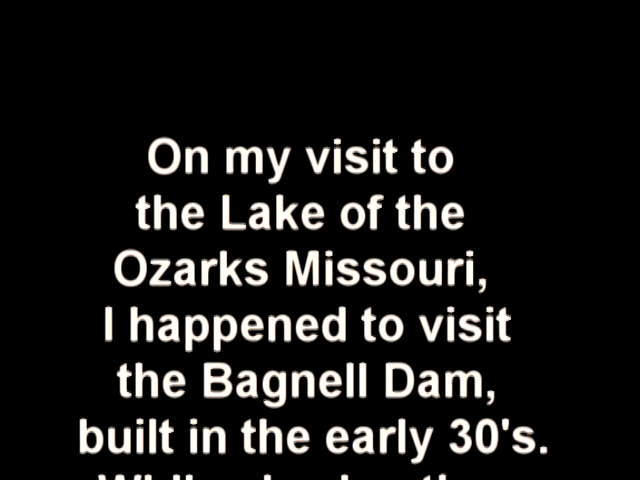 On my visit to
the Lake of the
Ozarks Missouri,
I happened to visit
the Bagnell Dam,
built in the early 30's.